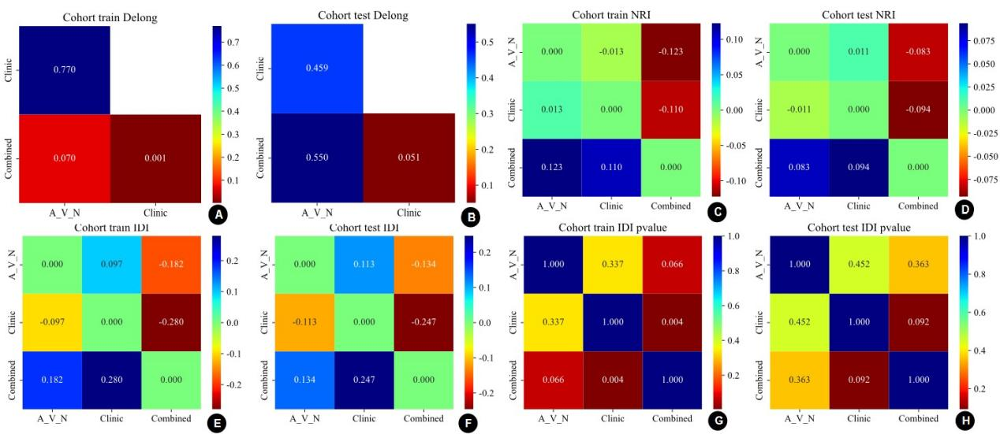 Cohort train Delong
0.770
0.070 0.001
Clinic
Combined
A_V_N Clinic
0.7
0.6
0.5
0.4
0.3
0.2
0.1
A
Cohort test Delong
0.459
0.550 0.051
Clinic
Combined
A_V_N Clinic
0.5
0.4
0.3
0.2
0.1
B
Cohort train NRI
0.000 -0.013 -0.123
0.013 0.000 -0.110
0.123 0.110 0.000
A_V_N
Clinic
Combined
A_V_N Clinic Combined
0.10
0.05
0.00
-0.05
-0.10
C
Cohort test NRI
0.000 0.011 -0.083
-0.011 0.000 -0.094
0.083 0.094 0.000
A_V_N
Clinic
Combined
A_V_N Clinic Combined
0.075
0.050
0.025
0.000
-0.025
-0.050
-0.075
D
Cohort train IDI
0.000 0.097 -0.182
-0.097 0.000 -0.280
0.182 0.280 0.000
A_V_N
Clinic
Combined
A_V_N Clinic Combined
0.2
0.1
0.0
-0.1
-0.2
E
Cohort test IDI
0.000 0.113 -0.134
-0.113 0.000 -0.247
0.134 0.247 0.000
A_V_N
Clinic
Combined
A_V_N Clinic Combined
0.2
0.1
0.0
-0.1
-0.2
F
Cohort train IDI pvalue
1.000 0.337 0.066
0.337 1.000 0.004
0.066 0.004 1.000
A_V_N
Clinic
Combined
A_V_N Clinic Combined
1.0
0.8
0.6
0.4
0.2
G
Cohort test IDI pvalue
1.000 0.452 0.363
0.452 1.000 0.092
0.363 0.092 1.000
A_V_N
Clinic
Combined
A_V_N Clinic Combined
1.0
0.8
0.6
0.4
0.2
H